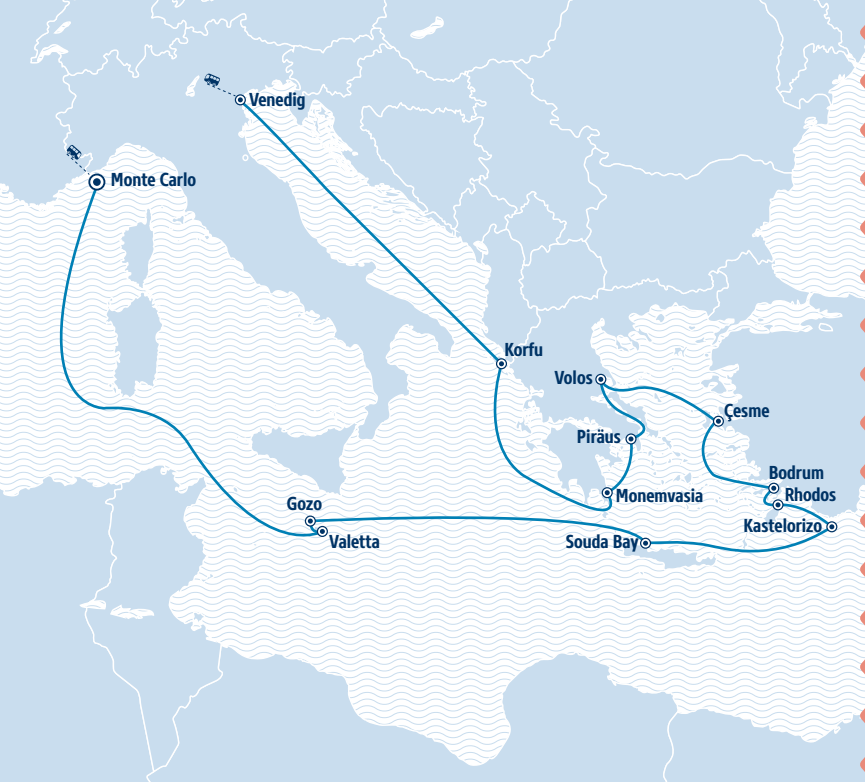 Venedig
Monte Carlo
Korfu
Volos
Çesme
Piräus
Bodrum
Monemvasia
Rhodos
Gozo
Kastelorizo
Valetta
Souda Bay